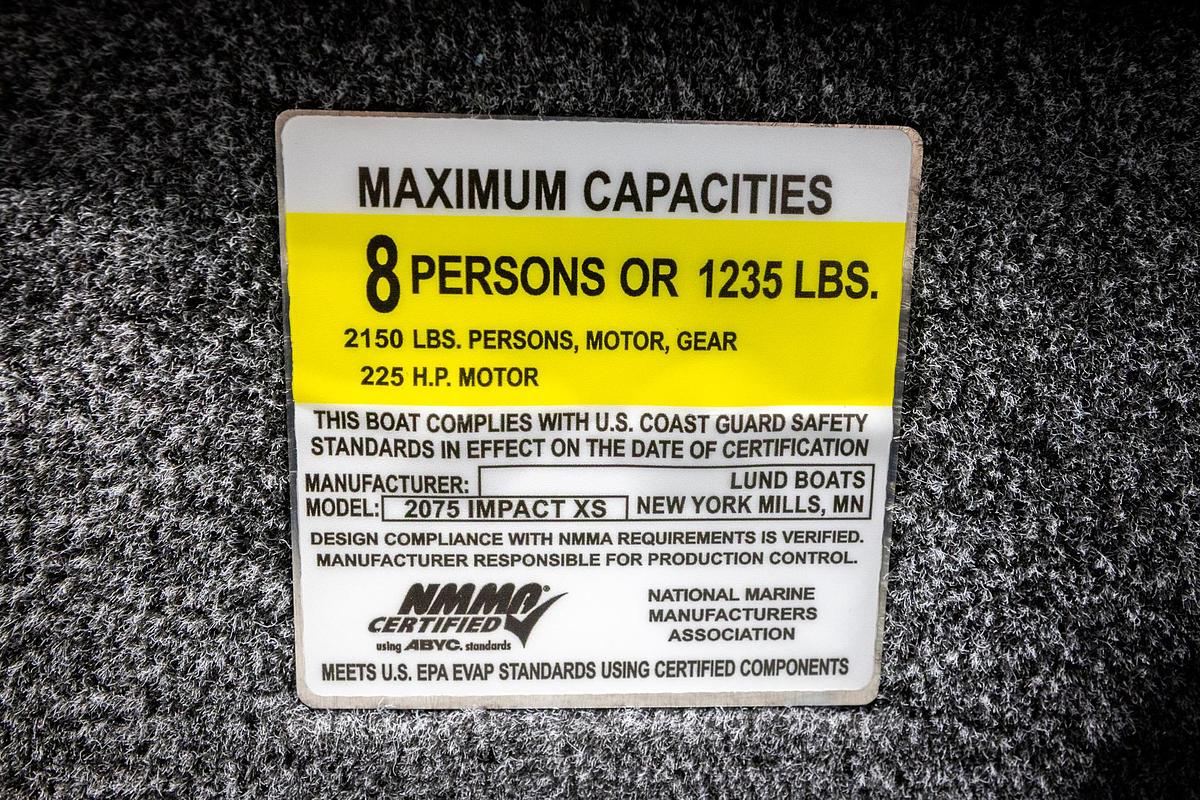 MAXIMUM CAPACITIES
8 PERSONS OR 1235 LBS.
2150 LBS. PERSONS, MOTOR, GEAR
225 H.P. MOTOR
THIS BOAT COMPLIES WITH U.S. COAST GUARD SAFETY
STANDARDS IN EFFECT ON THE DATE OF CERTIFICATION
MANUFACTURER: LUND BOATS
MODEL: 2075 IMPACT XS NEW YORK MILLS, MN
DESIGN COMPLIANCE WITH NMMA REQUIREMENTS IS VERIFIED.
MANUFACTURER RESPONSIBLE FOR PRODUCTION CONTROL.
NMMA®
CERTIFIED
using ABYC. standards
NATIONAL MARINE
MANUFACTURERS
ASSOCIATION
MEETS U.S. EPA EVAP STANDARDS USING CERTIFIED COMPONENTS